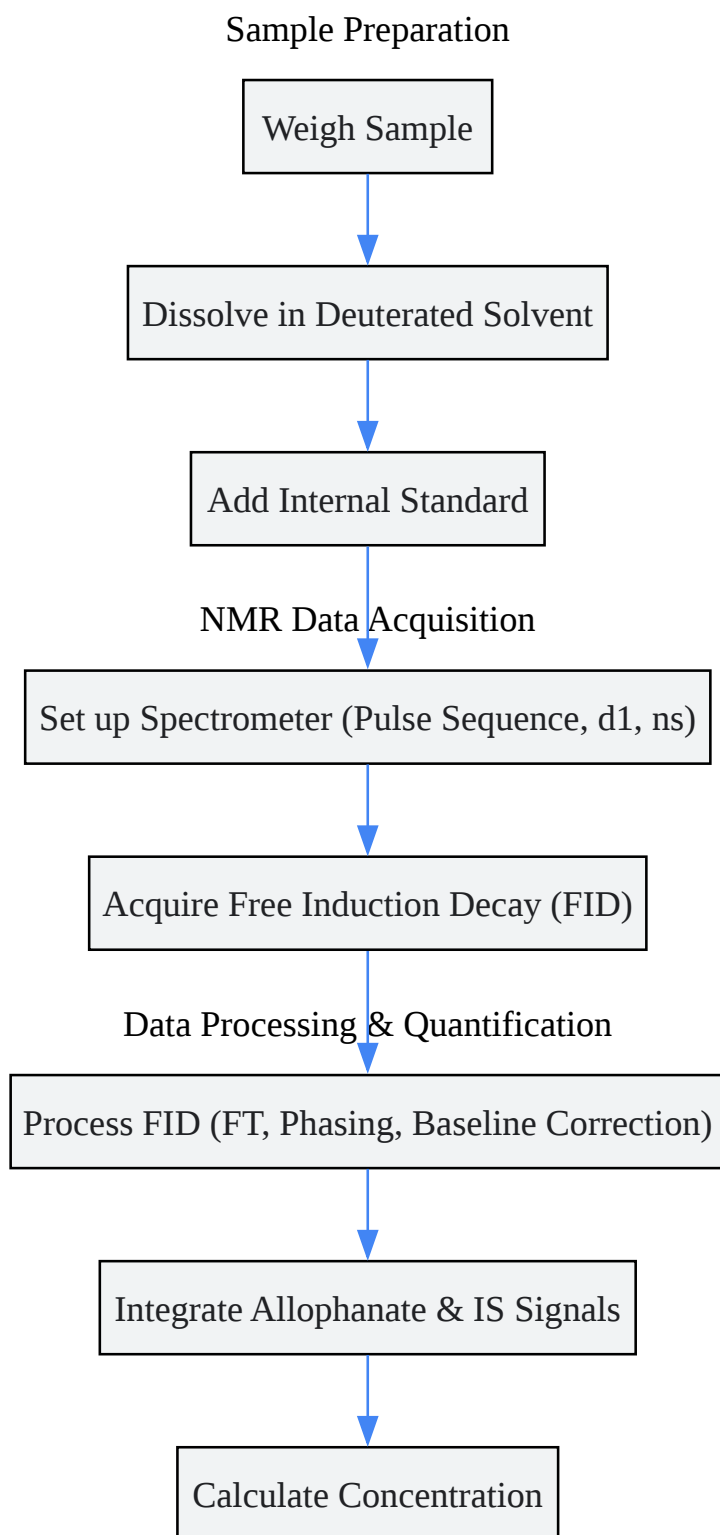 Sample Preparation
Weigh Sample
Dissolve in Deuterated Solvent
Add Internal Standard
NMR Data Acquisition
Set up Spectrometer (Pulse Sequence, d1, ns)
Acquire Free Induction Decay (FID)
Data Processing & Quantification
Process FID (FT, Phasing, Baseline Correction)
Integrate Allophanate & IS Signals
Calculate Concentration